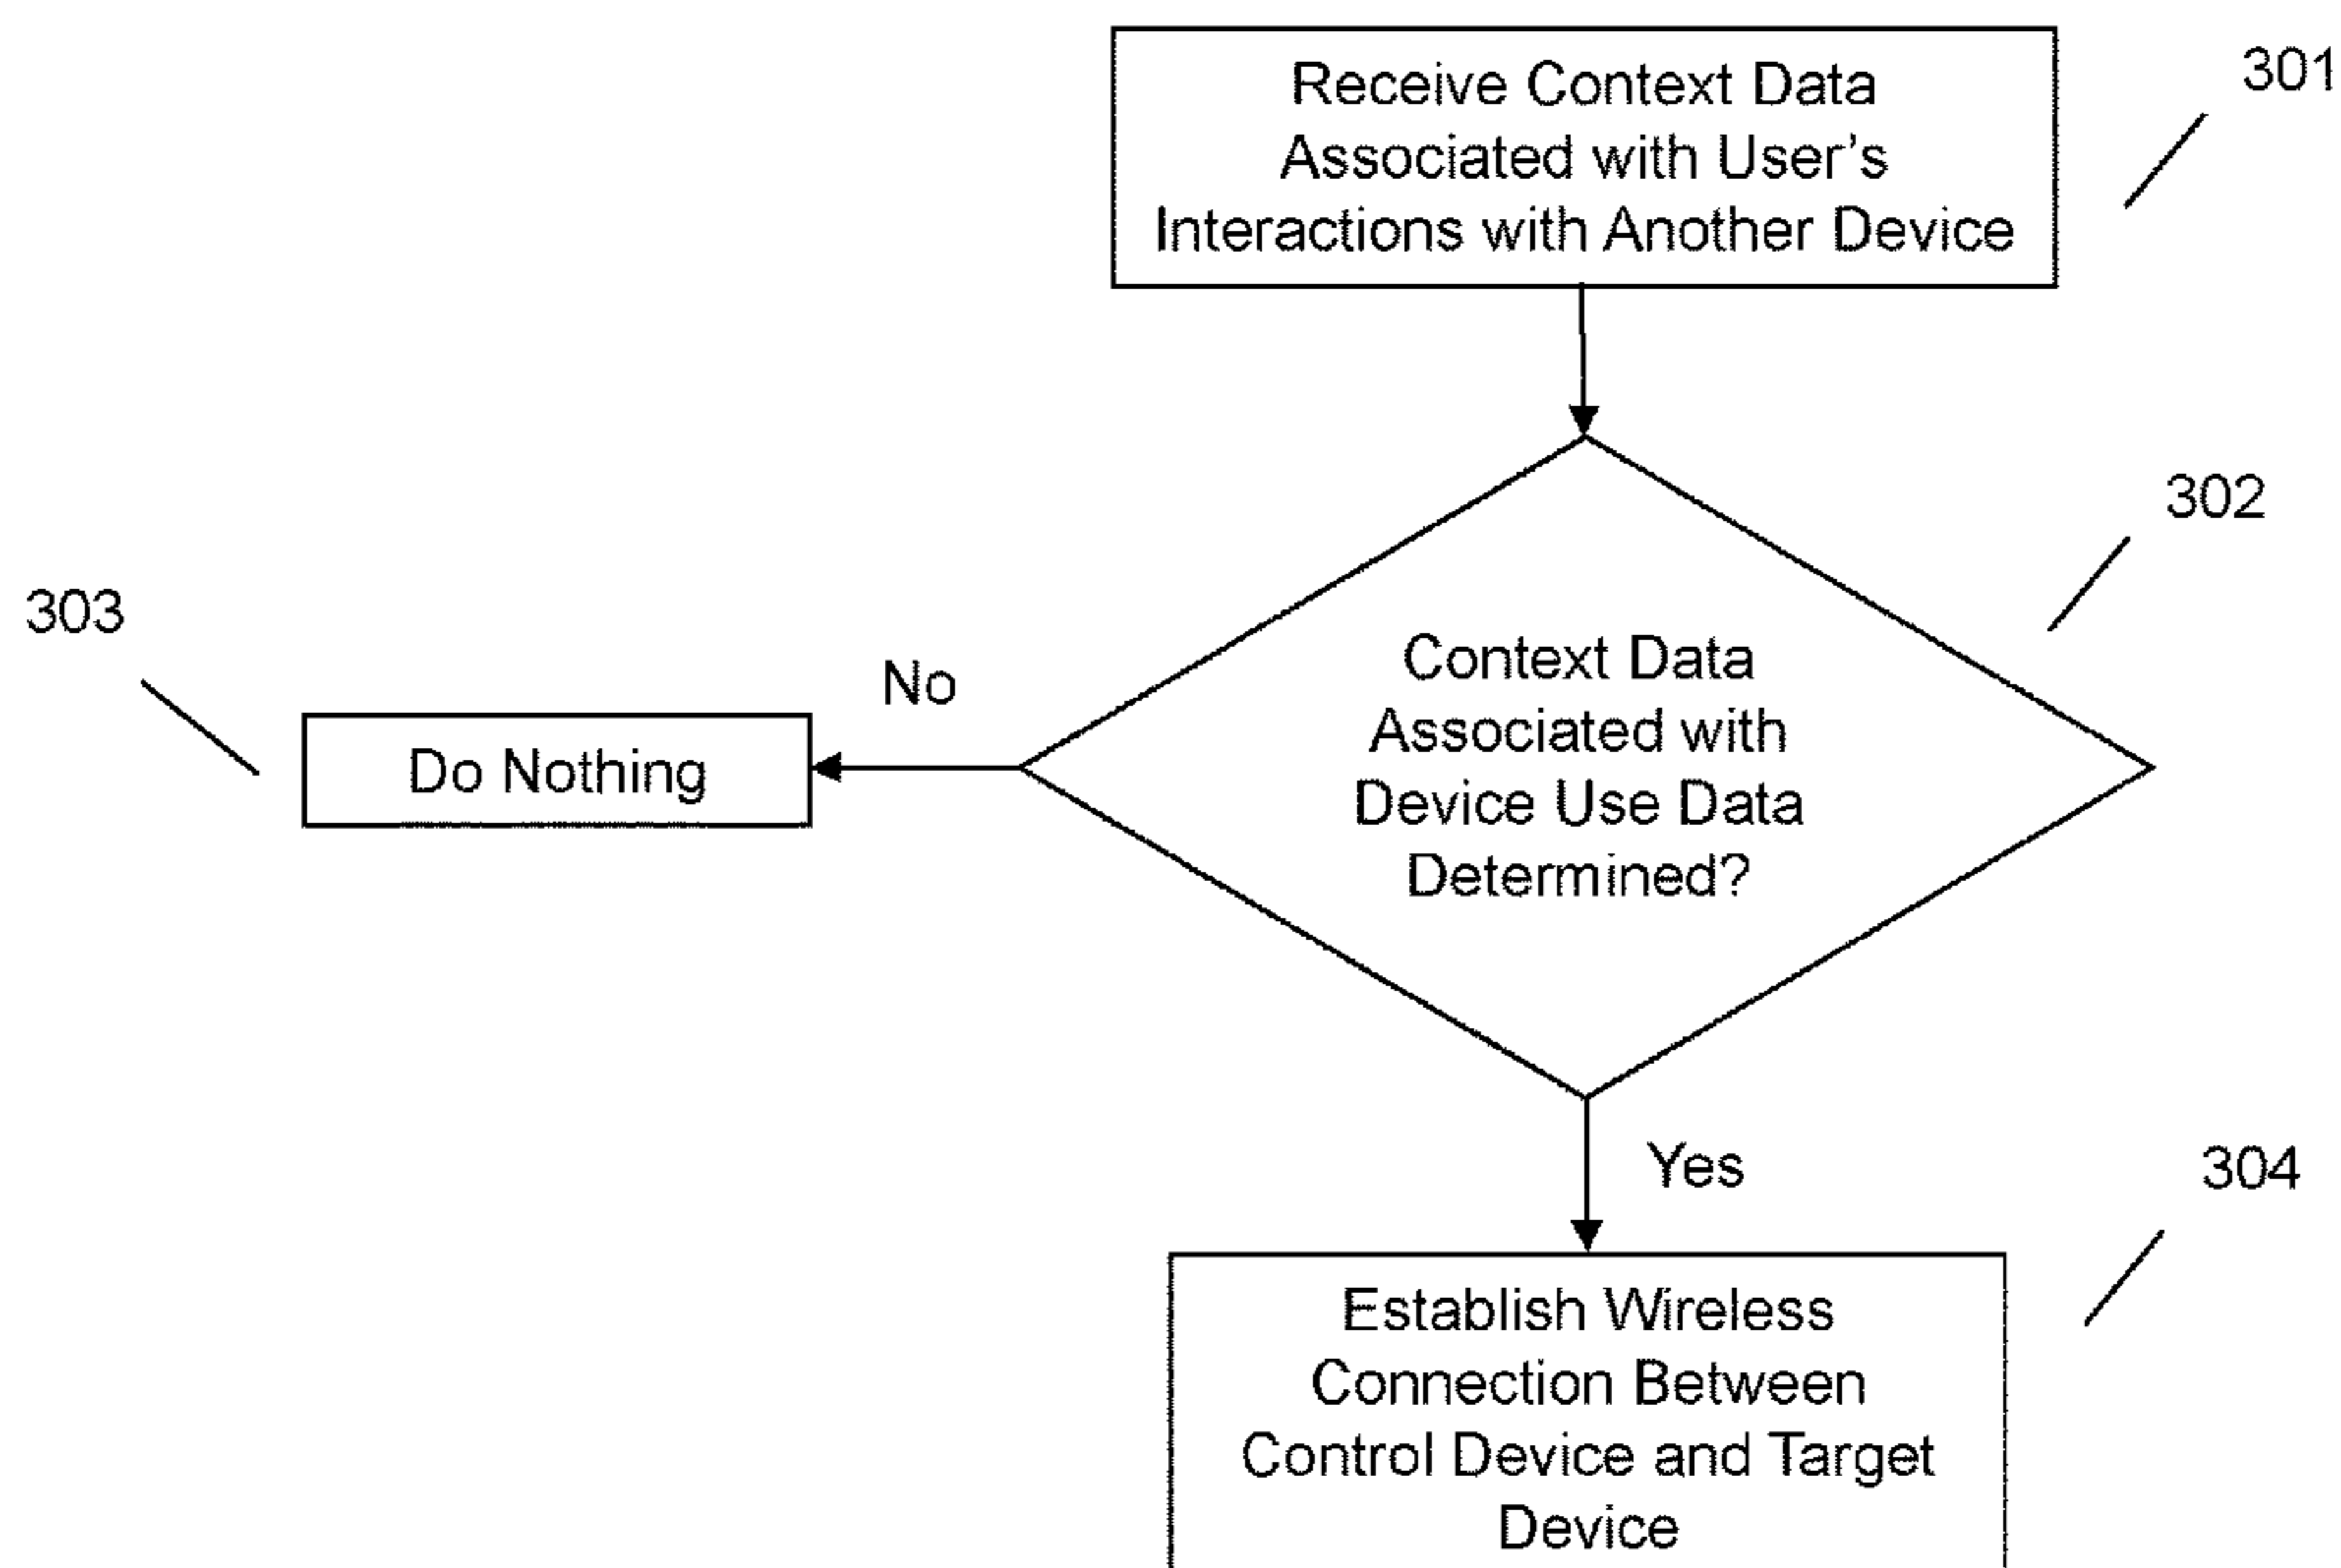 Receive Context Data
Associated with User's
Interactions with Another Device
301
302
303
No
Do Nothing
Context Data
Associated with
Device Use Data
Determined?
Yes
304
Establish Wireless
Connection Between
Control Device and Target
Device